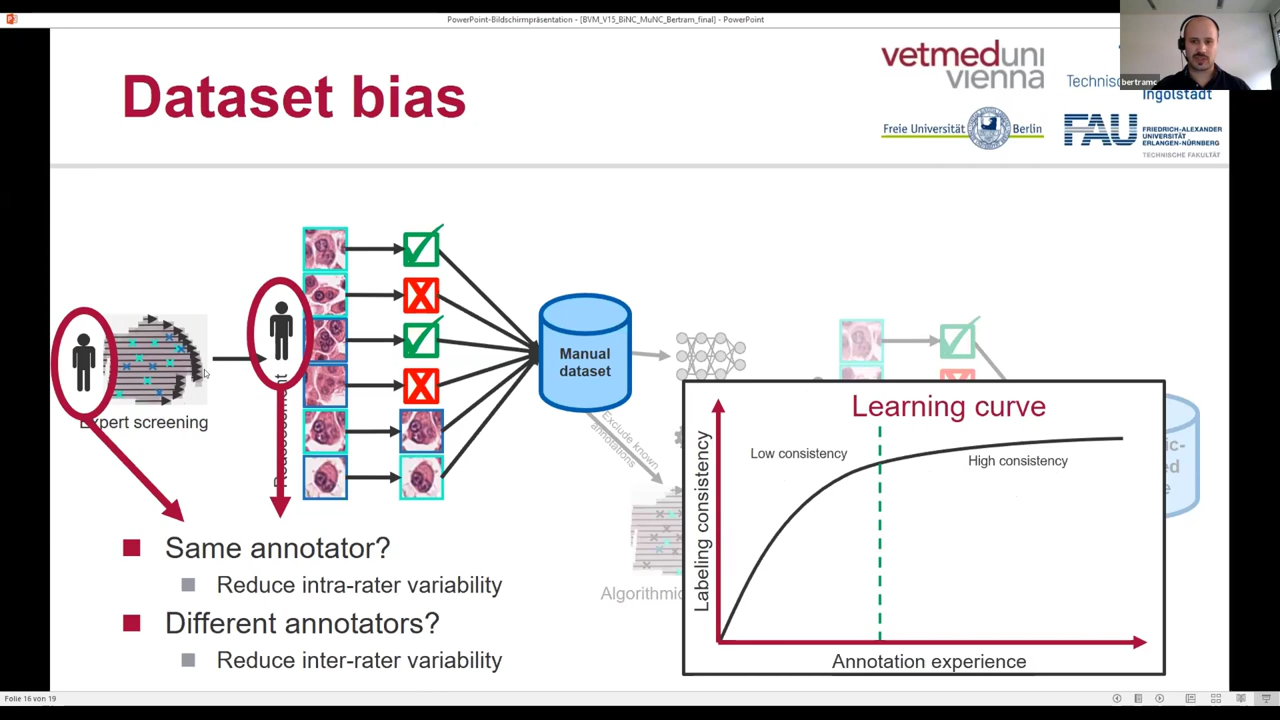 PowerPoint-Bildschirmpräsentation - [BVM_V15_BiNC_MuNC_Bertram_final] - PowerPoint
Dataset bias
vetmeduni
vienna
Technisc
Ingolstadt
bertramc
Freie Universität Berlin
FAU
FRIEDRICH-ALEXANDER
UNIVERSITÄT
ERLANGEN-NÜRNBERG
TECHNISCHE FAKULTÄT
Expert screening
Manual
dataset
Exclude known
annotations
Algorithmic
Learning curve
Low consistency
High consistency
Labeling consistency
Annotation experience
Same annotator?
Reduce intra-rater variability
Different annotators?
Reduce inter-rater variability
Folie 16 von 19